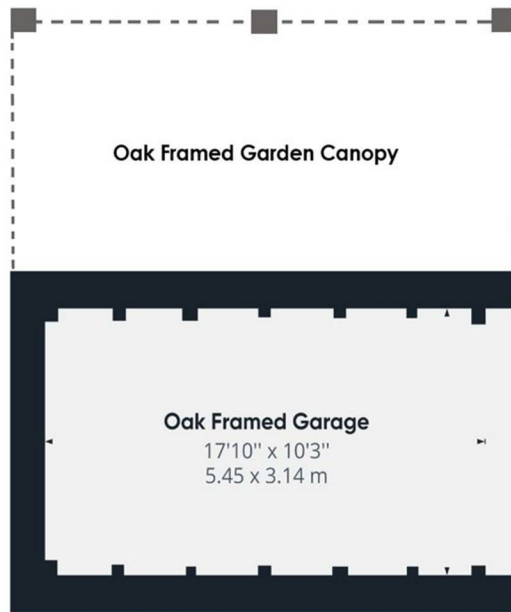 Oak Framed Garden Canopy
Oak Framed Garage
17'10'' x 10'3''
5.45 x 3.14 m